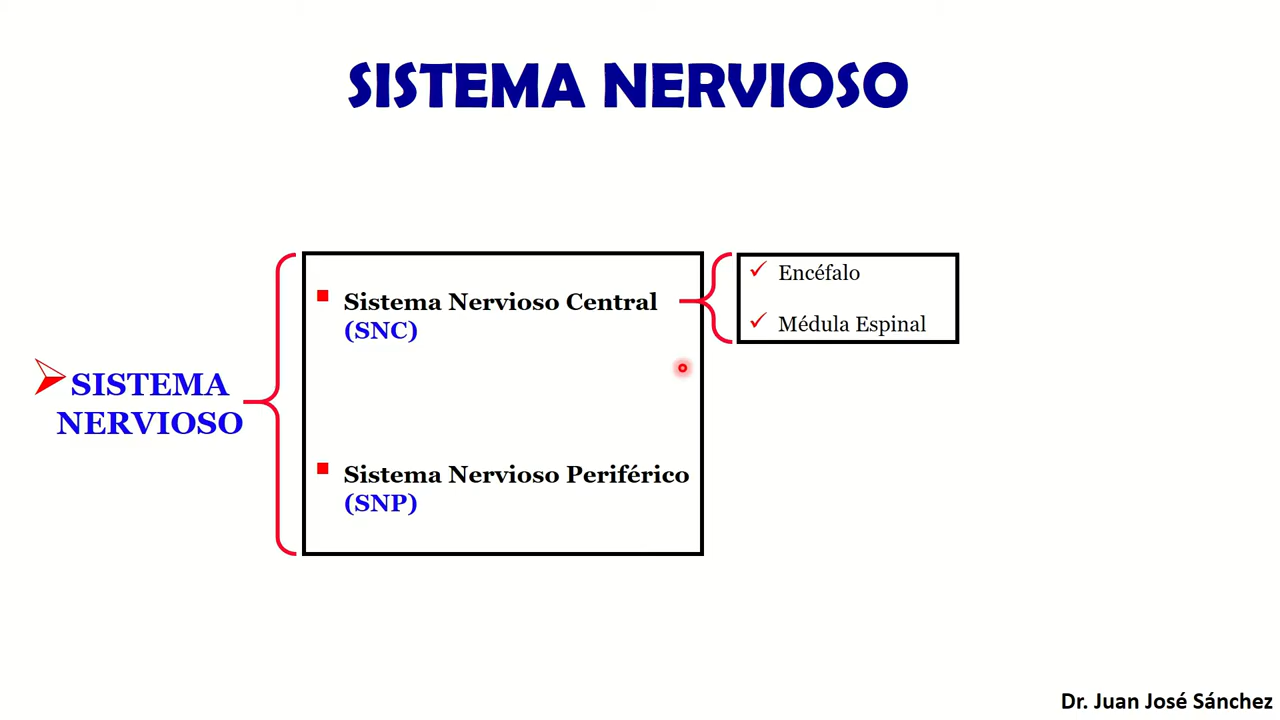 SISTEMA NERVIOSO
SISTEMA
NERVIOSO
Sistema Nervioso Central
(SNC)
Sistema Nervioso Periférico
(SNP)
Encéfalo
Médula Espinal
Dr. Juan José Sánchez